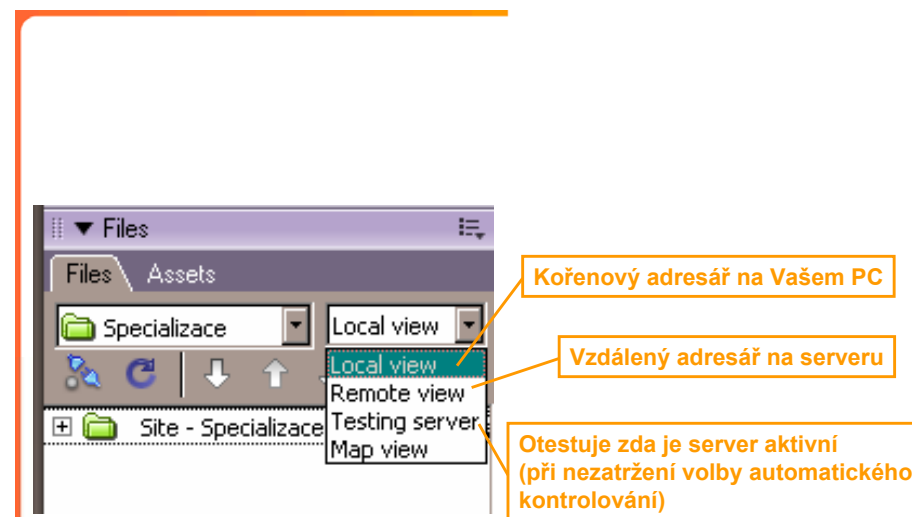 Files
Files Assets
Specializace Local view
Local view
Remote view
Testing server
Map view
Site - Specializace
Kořenový adresář na Vašem PC
Vzdálený adresář na serveru
Otestuje zda je server aktivní
(při nezatržení volby automatického
kontrolování)